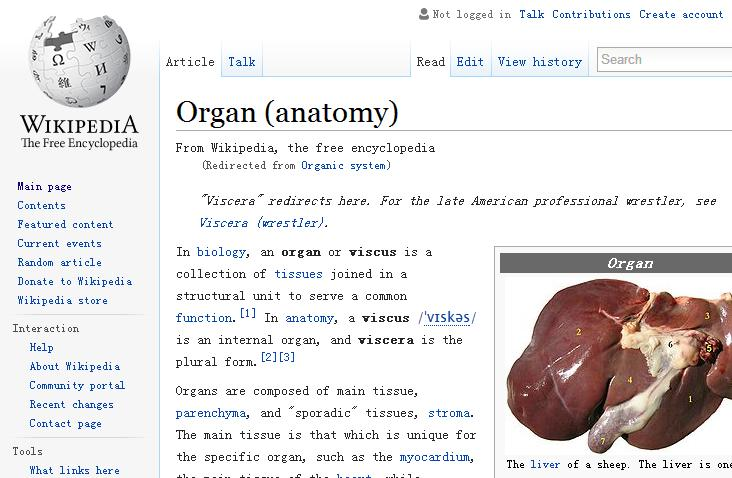 Not logged in Talk Contributions Create account
Article Talk Read Edit View history Search
WIKIPEDIA
The Free Encyclopedia
Main page
Contents
Featured content
Current events
Random article
Donate to Wikipedia
Wikipedia store
Interaction
Help
About Wikipedia
Community portal
Recent changes
Contact page
Tools
What links here
Organ (anatomy)
From Wikipedia, the free encyclopedia
(Redirected from Organic system)
"Viscera" redirects here. For the late American professional wrestler, see
Viscera (wrestler).
In biology, an organ or viscus is a
collection of tissues joined in a
structural unit to serve a common
function.[1] In anatomy, a viscus /ˈvɪskəs/
is an internal organ, and viscera is the
plural form.[2][3]
Organs are composed of main tissue,
parenchyma, and "sporadic" tissues, stroma.
The main tissue is that which is unique for
the specific organ, such as the myocardium,
the main tissue of the heart, while
Organ
2
3
6
5
4
1
7
The liver of a sheep. The liver is one